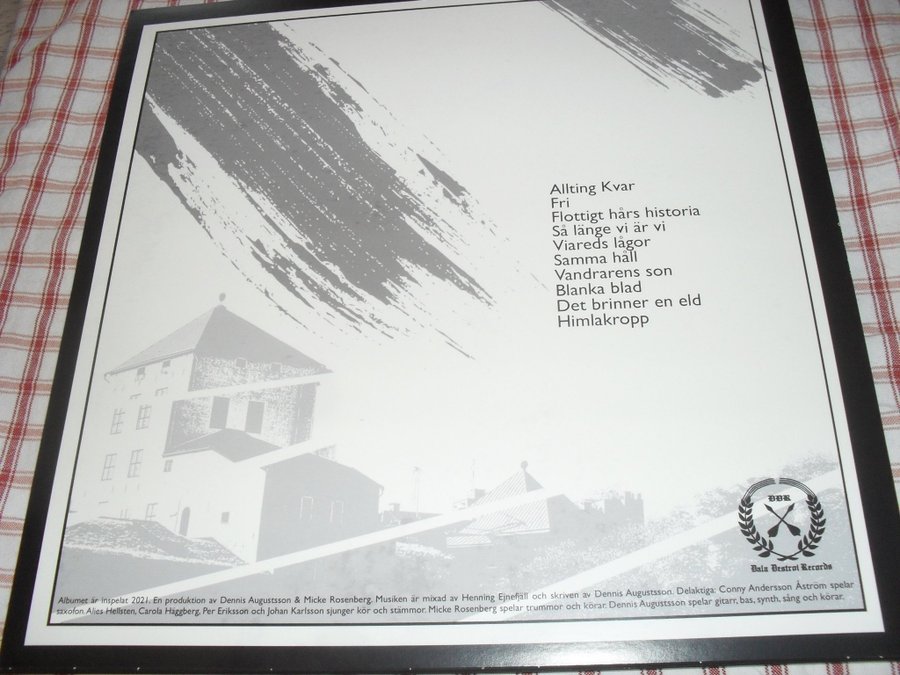 Allting Kvar
Fri
Flottigt hårs historia
Så länge vi är vi
Viareds lågor
Samma håll
Vandrarens son
Blanka blad
Det brinner en eld
Himlakropp
DDR
Dala Destroi Records
Albumet är inspelat 2021. En produktion av Dennis Augustsson & Micke Rosenberg. Musiken är mixad av Henning Ejnefjäll och skriven av Dennis Augustsson. Delaktiga: Conny Andersson Åström spelar
saxofon. Alies Hellsten, Carola Häggberg, Per Eriksson och Johan Karlsson sjunger kör och stämmor. Micke Rosenberg spelar trummor och körar. Dennis Augustsson spelar gitarr, bas, synth, sång och körar.